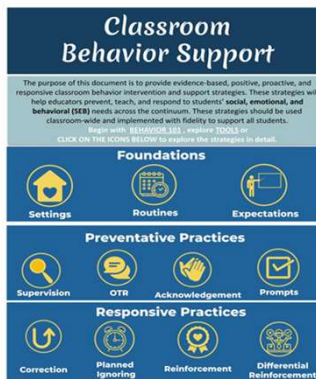 Classroom
Behavior Support
The purpose of this document is to provide evidence-based, positive, proactive, and
responsive classroom behavior intervention and support strategies. These strategies will
help educators prevent, teach, and respond to students' social, emotional, and
behavioral (SEB) needs across the continuum. These strategies should be used
classroom-wide and implemented with fidelity to support all students.
Begin with BEHAVIOR 101, explore TOOLS or
CLICK ON THE ICONS BELOW to explore the strategies in detail.
Foundations
Settings
Routines
Expectations
Preventative Practices
Supervision
OTR
Acknowledgement
Prompts
Responsive Practices
Correction
Planned
Ignoring
Reinforcement
Differential
Reinforcement